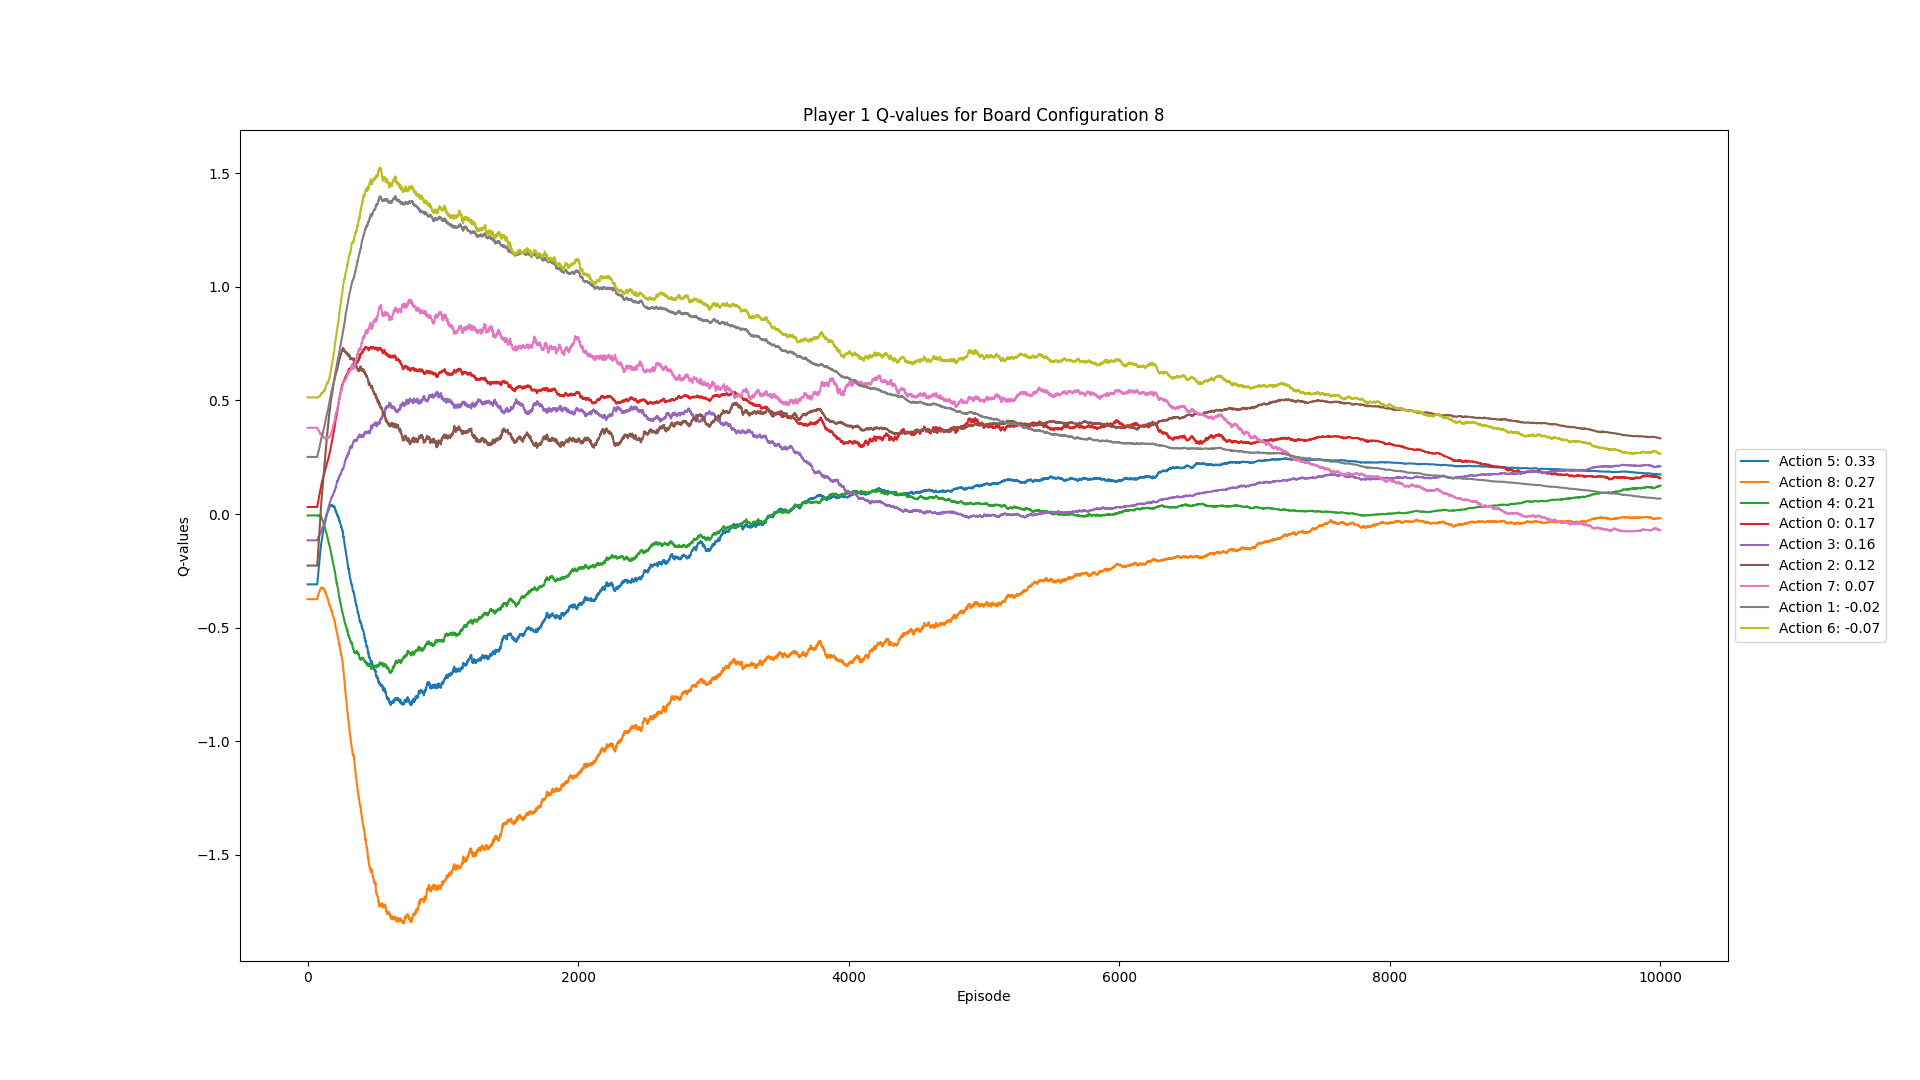 Player 1 Q-values for Board Configuration 8
1.5
1.0
0.5
0.0
−0.5
−1.0
−1.5
Q-values
0 2000 4000 6000 8000 10000
Episode
Action 5: 0.33
Action 8: 0.27
Action 4: 0.21
Action 0: 0.17
Action 3: 0.16
Action 2: 0.12
Action 7: 0.07
Action 1: -0.02
Action 6: -0.07